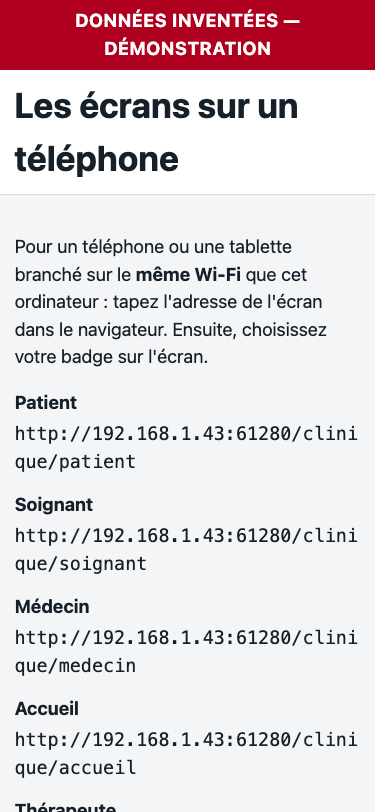 DONNÉES INVENTÉES —
DÉMONSTRATION
Les écrans sur un
téléphone
Pour un téléphone ou une tablette
branché sur le même Wi-Fi que cet
ordinateur : tapez l'adresse de l'écran
dans le navigateur. Ensuite, choisissez
votre badge sur l'écran.
Patient
http://192.168.1.43:61280/clini
que/patient
Soignant
http://192.168.1.43:61280/clini
que/soignant
Médecin
http://192.168.1.43:61280/clini
que/medecin
Accueil
http://192.168.1.43:61280/clini
que/accueil
Thérapeute